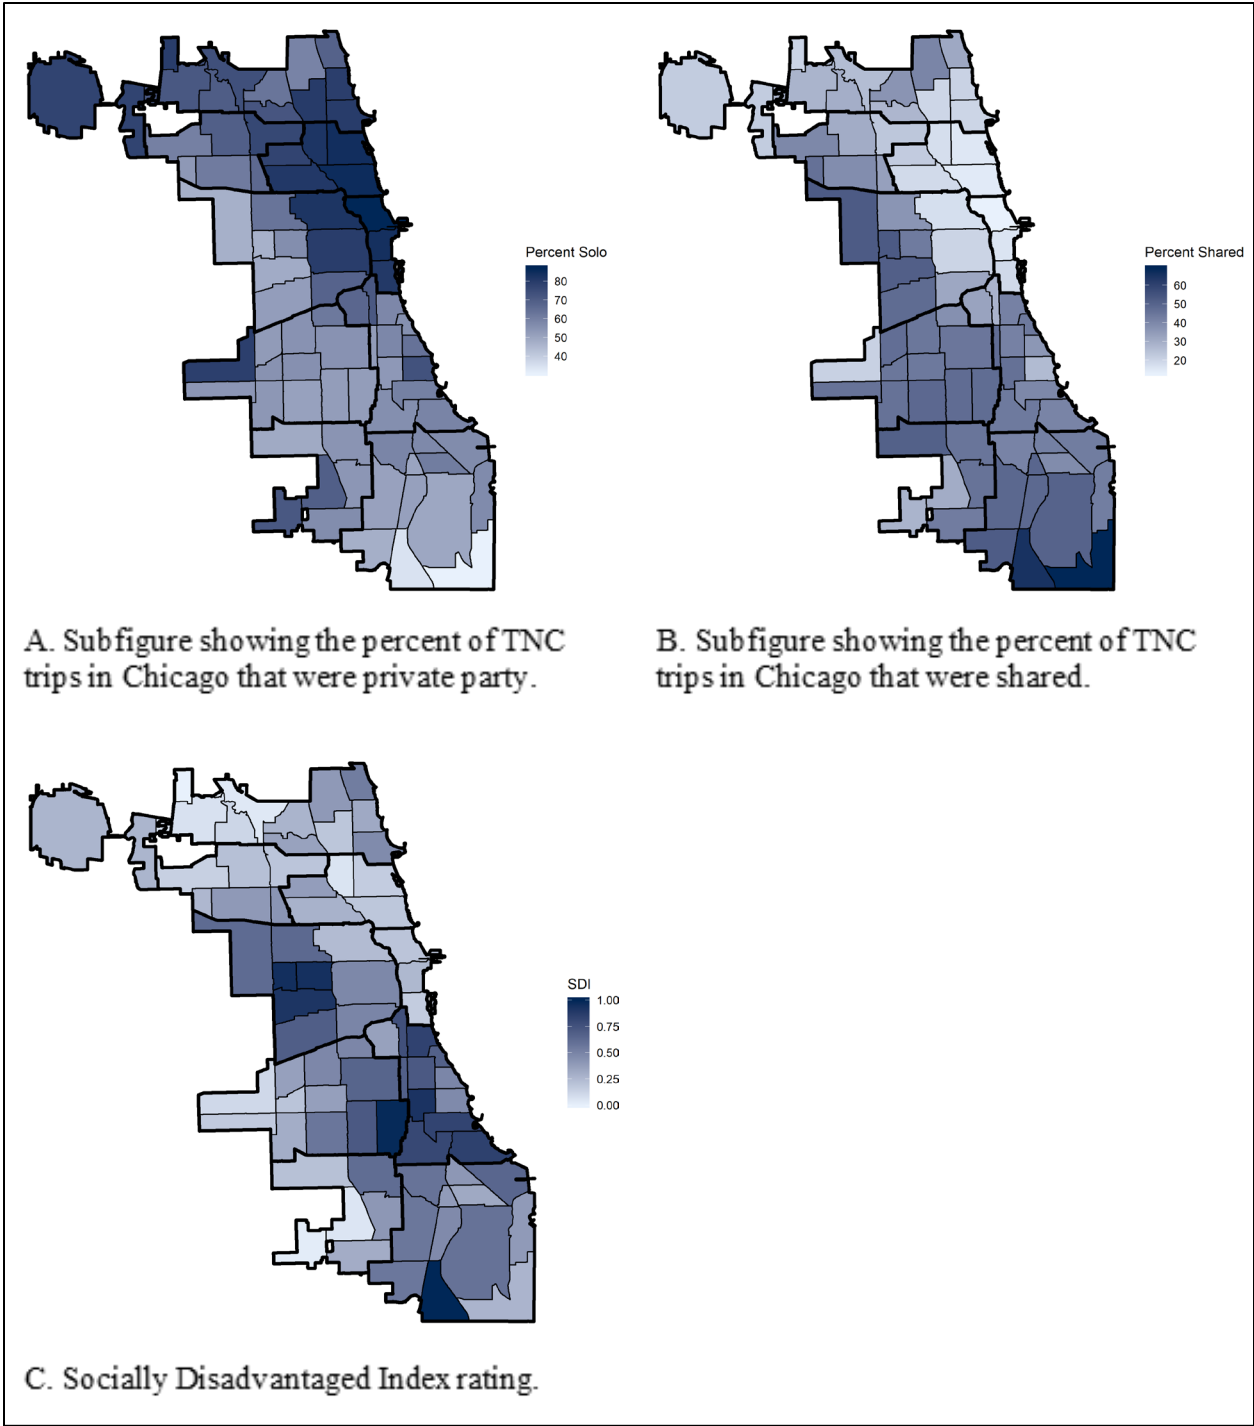 Percent Solo
80
70
60
50
40
Percent Shared
60
50
40
30
20
A. Subfigure showing the percent of TNC
trips in Chicago that were private party.
B. Subfigure showing the percent of TNC
trips in Chicago that were shared.
SDI
1.00
0.75
0.50
0.25
0.00
C. Socially Disadvantaged Index rating.